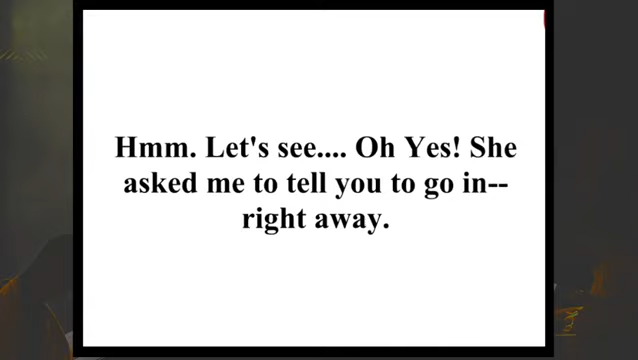 Hmm. Let's see.... Oh Yes! She
asked me to tell you to go in--
right away.